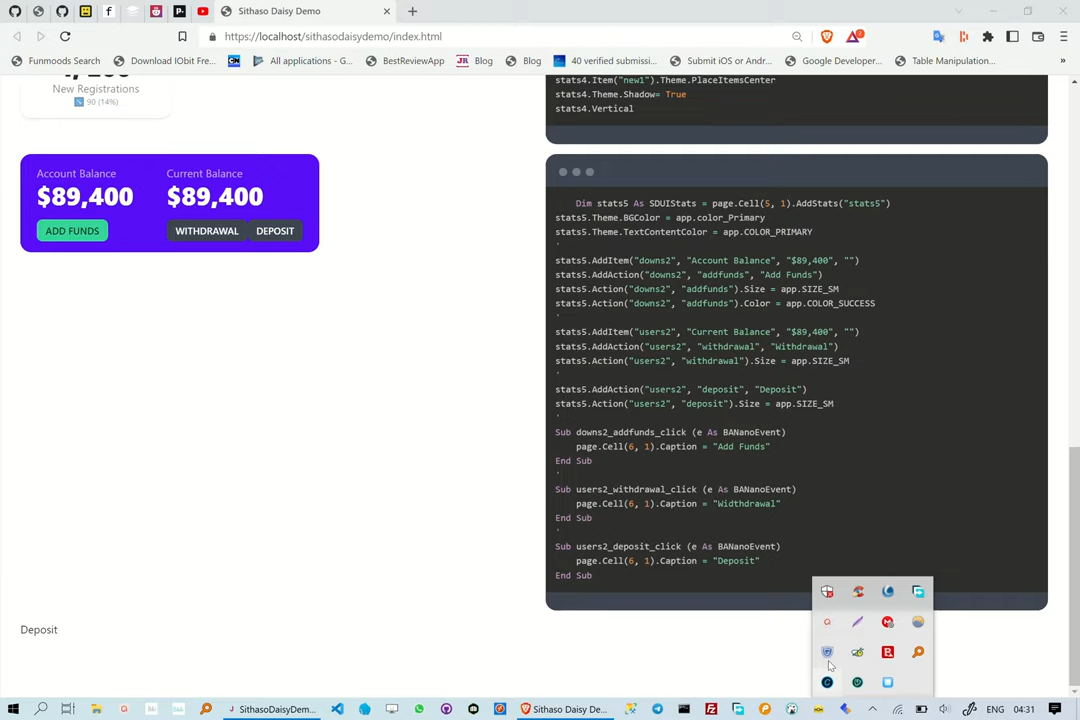 Sithaso Daisy Demo
https://localhost/sithasodaisydemo/index.html
Funmoods Search
Download IObit Fre...
All applications - G...
BestReviewApp
Blog
Blog
40 verified submissi...
Submit iOS or Andr...
Google Developer...
Table Manipulation...
New Registrations
90 (14%)
stats4.Item("new1").Theme.PlaceItemsCenter
stats4.Theme.Shadow= True
stats4.Vertical
Account Balance
Current Balance
$89,400
$89,400
ADD FUNDS
WITHDRAWAL
DEPOSIT
Dim stats5 As SDUIStats = page.Cell(5, 1).AddStats("stats5")
stats5.Theme.BGColor = app.color_Primary
stats5.Theme.TextContentColor = app.COLOR_PRIMARY
'
stats5.AddItem("downs2", "Account Balance", "$89,400", "")
stats5.AddAction("downs2", "addfunds", "Add Funds")
stats5.Action("downs2", "addfunds").Size = app.SIZE_SM
stats5.Action("downs2", "addfunds").Color = app.COLOR_SUCCESS
'
stats5.AddItem("users2", "Current Balance", "$89,400", "")
stats5.AddAction("users2", "withdrawal", "Withdrawal")
stats5.Action("users2", "withdrawal").Size = app.SIZE_SM
'
stats5.AddAction("users2", "deposit", "Deposit")
stats5.Action("users2", "deposit").Size = app.SIZE_SM
'
Sub downs2_addfunds_click (e As BANanoEvent)
page.Cell(6, 1).Caption = "Add Funds"
End Sub
'
Sub users2_withdrawal_click (e As BANanoEvent)
page.Cell(6, 1).Caption = "Widthdrawal"
End Sub
'
Sub users2_deposit_click (e As BANanoEvent)
page.Cell(6, 1).Caption = "Deposit"
End Sub
Deposit
SithasoDaisyDem...
Sithaso Daisy De...
ENG
04:31